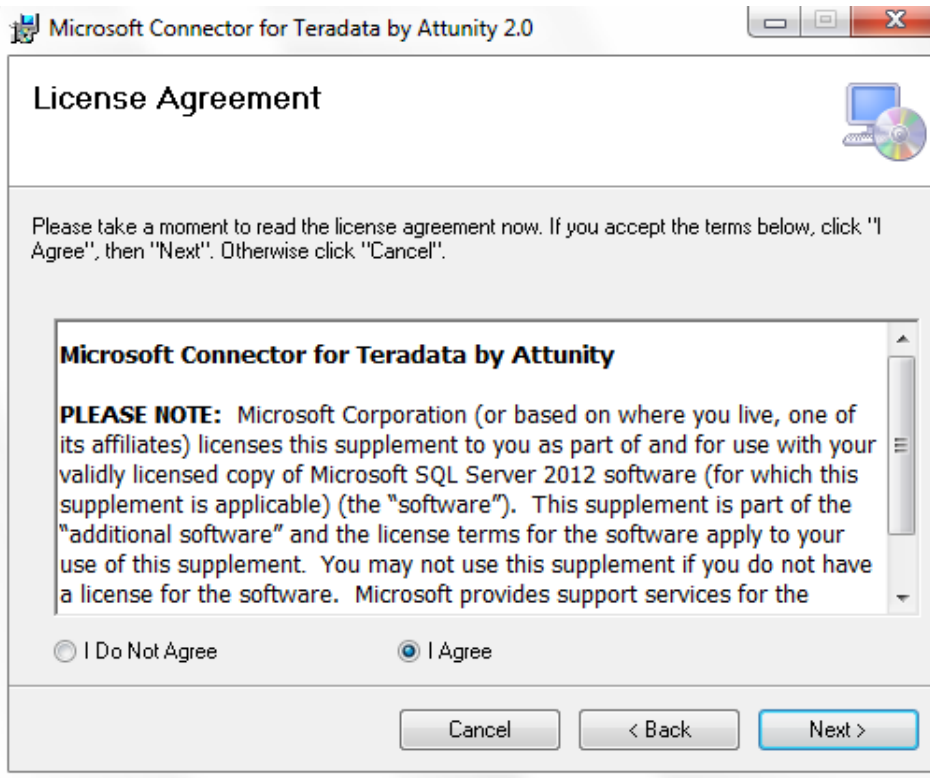 Microsoft Connector for Teradata by Attunity 2.0
License Agreement
Please take a moment to read the license agreement now. If you accept the terms below, click "I
Agree", then "Next". Otherwise click "Cancel".
Microsoft Connector for Teradata by Attunity
PLEASE NOTE:  Microsoft Corporation (or based on where you live, one of
its affiliates) licenses this supplement to you as part of and for use with your
validly licensed copy of Microsoft SQL Server 2012 software (for which this
supplement is applicable) (the “software”).  This supplement is part of the
“additional software” and the license terms for the software apply to your
use of this supplement.  You may not use this supplement if you do not have
a license for the software.  Microsoft provides support services for the
I Do Not Agree
I Agree
Cancel
< Back
Next >